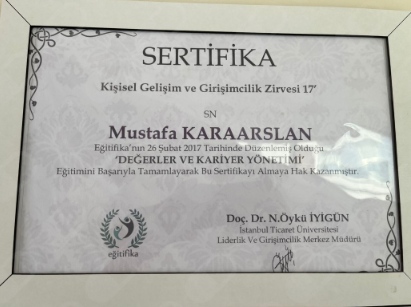 SERTİFİKA
Kişisel Gelişim ve Girişimcilik Zirvesi 17'
SN
Mustafa KARAARSLAN
Eğitifika'nın 26 Şubat 2017 Tarihinde Düzenlemiş Olduğu
'DEĞERLER VE KARİYER YÖNETİMİ'
Eğitimini Başarıyla Tamamlayarak Bu Sertifikayı Almaya Hak Kazanmıştır.
Doç. Dr. N.Öykü İYİGÜN
İstanbul Ticaret Üniversitesi
Liderlik Ve Girişimcilik Merkez Müdürü
eğitifika